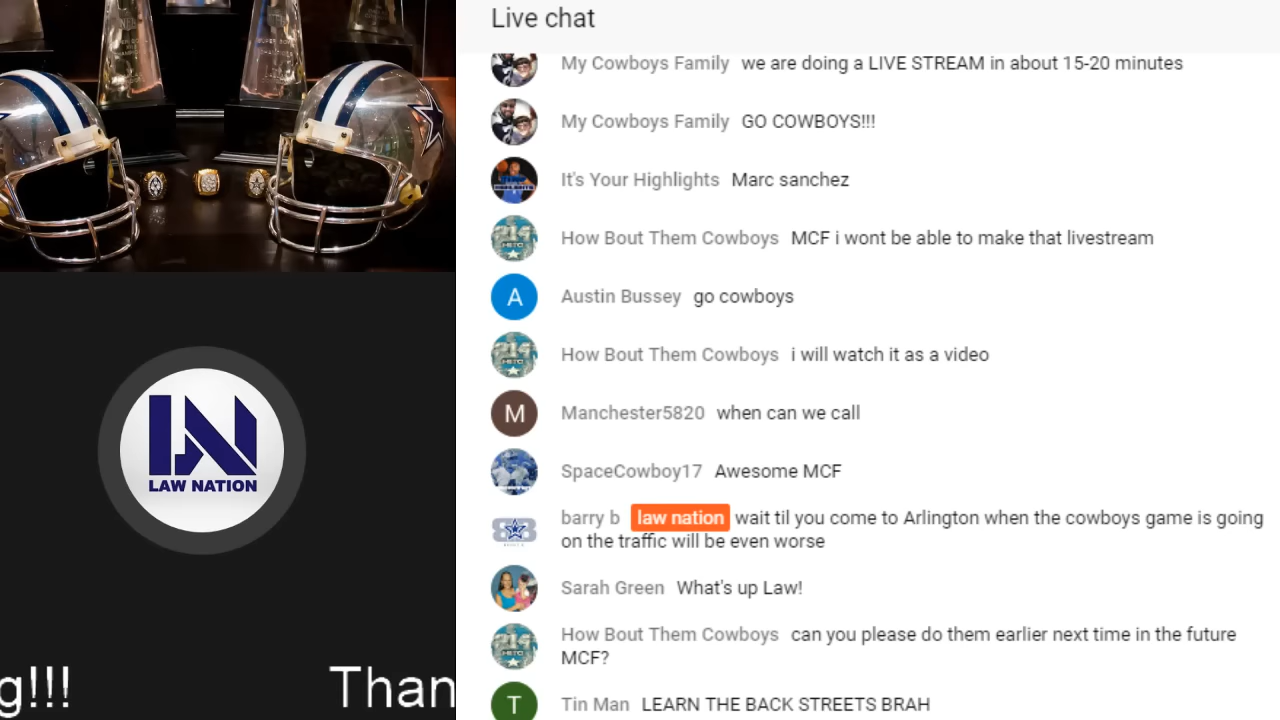 LAW NATION
g!!!
Than
Live chat
My Cowboys Family we are doing a LIVE STREAM in about 15-20 minutes
My Cowboys Family GO COWBOYS!!!
It's Your Highlights Marc sanchez
How Bout Them Cowboys MCF i wont be able to make that livestream
A Austin Bussey go cowboys
How Bout Them Cowboys i will watch it as a video
M Manchester5820 when can we call
SpaceCowboy17 Awesome MCF
barry b law nation wait til you come to Arlington when the cowboys game is going
on the traffic will be even worse
Sarah Green What's up Law!
How Bout Them Cowboys can you please do them earlier next time in the future
MCF?
T Tin Man LEARN THE BACK STREETS BRAH